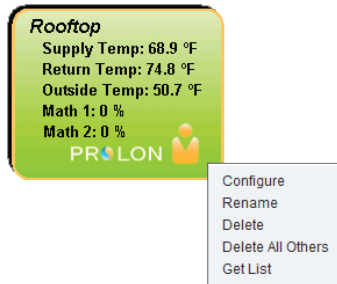 Rooftop
Supply Temp: 68.9 °F
Return Temp: 74.8 °F
Outside Temp: 50.7 °F
Math 1: 0 %
Math 2: 0 %
PROLON
Configure
Rename
Delete
Delete All Others
Get List